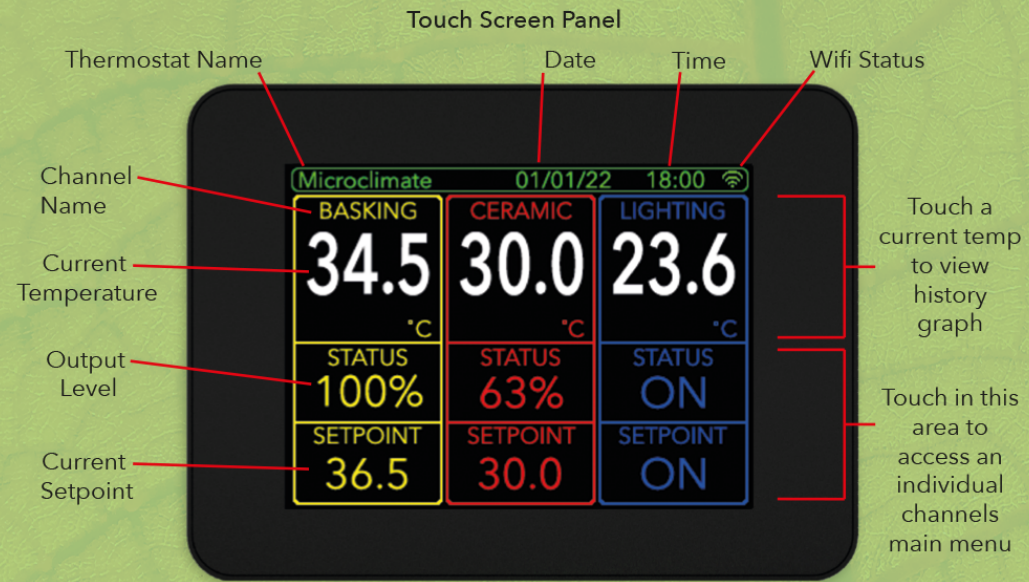 Touch Screen Panel
Thermostat Name
Date
Time
Wifi Status
Microclimate 01/01/22 18:00
Channel
Name
BASKING CERAMIC LIGHTING
Current
Temperature
34.5 30.0 23.6
°C °C °C
Touch a
current temp
to view
history
graph
Output
Level
STATUS STATUS STATUS
100% 63% ON
Current
Setpoint
SETPOINT SETPOINT SETPOINT
36.5 30.0 ON
Touch in this
area to
access an
individual
channels
main menu